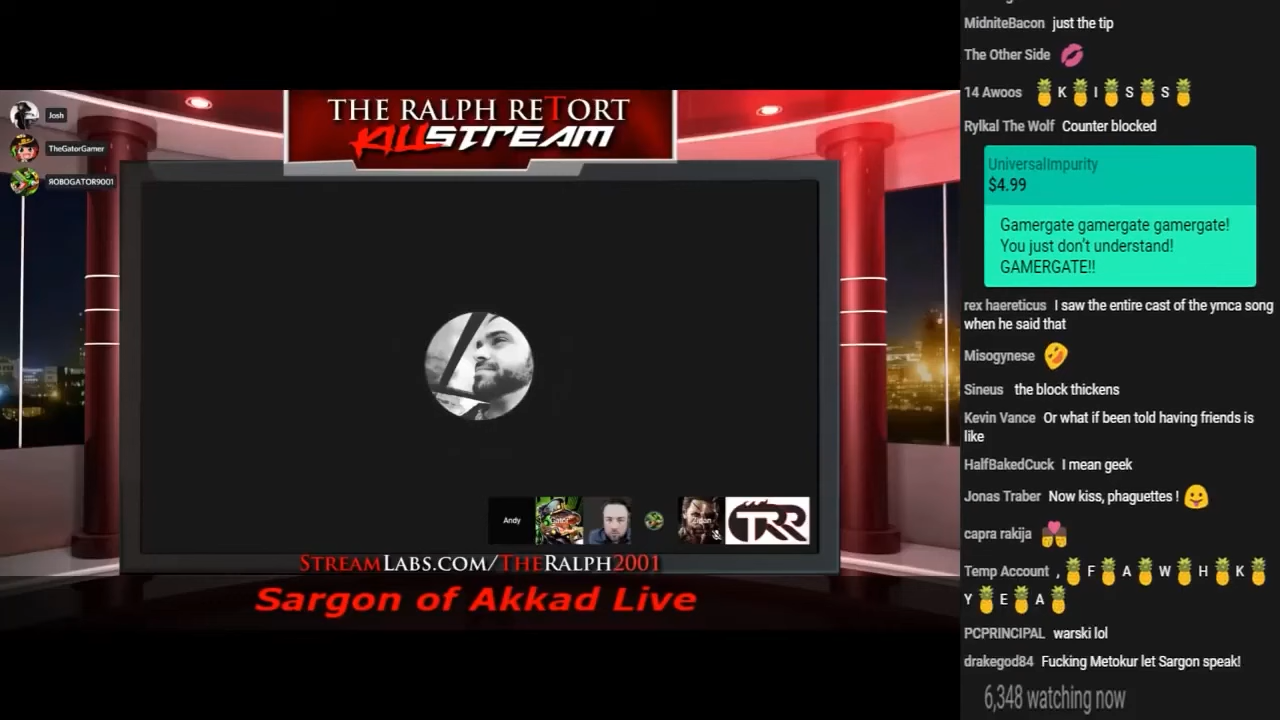 THE RALPH RETORT
KILLSTREAM
Josh
TheGatorGamer
ROBOGATOR9001
Andy
Gator
Zidan
TRR
STREAMLABS.COM/THERALPH2001
Sargon of Akkad Live
MidniteBacon just the tip
The Other Side
14 Awoos K I S S
Rylkal The Wolf Counter blocked
UniversalImpurity
$4.99
Gamergate gamergate gamergate!
You just don't understand!
GAMERGATE!!
rex haereticus I saw the entire cast of the ymca song
when he said that
Misogynese
Sineus the block thickens
Kevin Vance Or what if been told having friends is
like
HalfBakedCuck I mean geek
Jonas Traber Now kiss, phaguettes !
capra rakija
Temp Account , F A W H K
Y E A
PCPRINCIPAL warski lol
drakegod84 Fucking Metokur let Sargon speak!
6,348 watching now